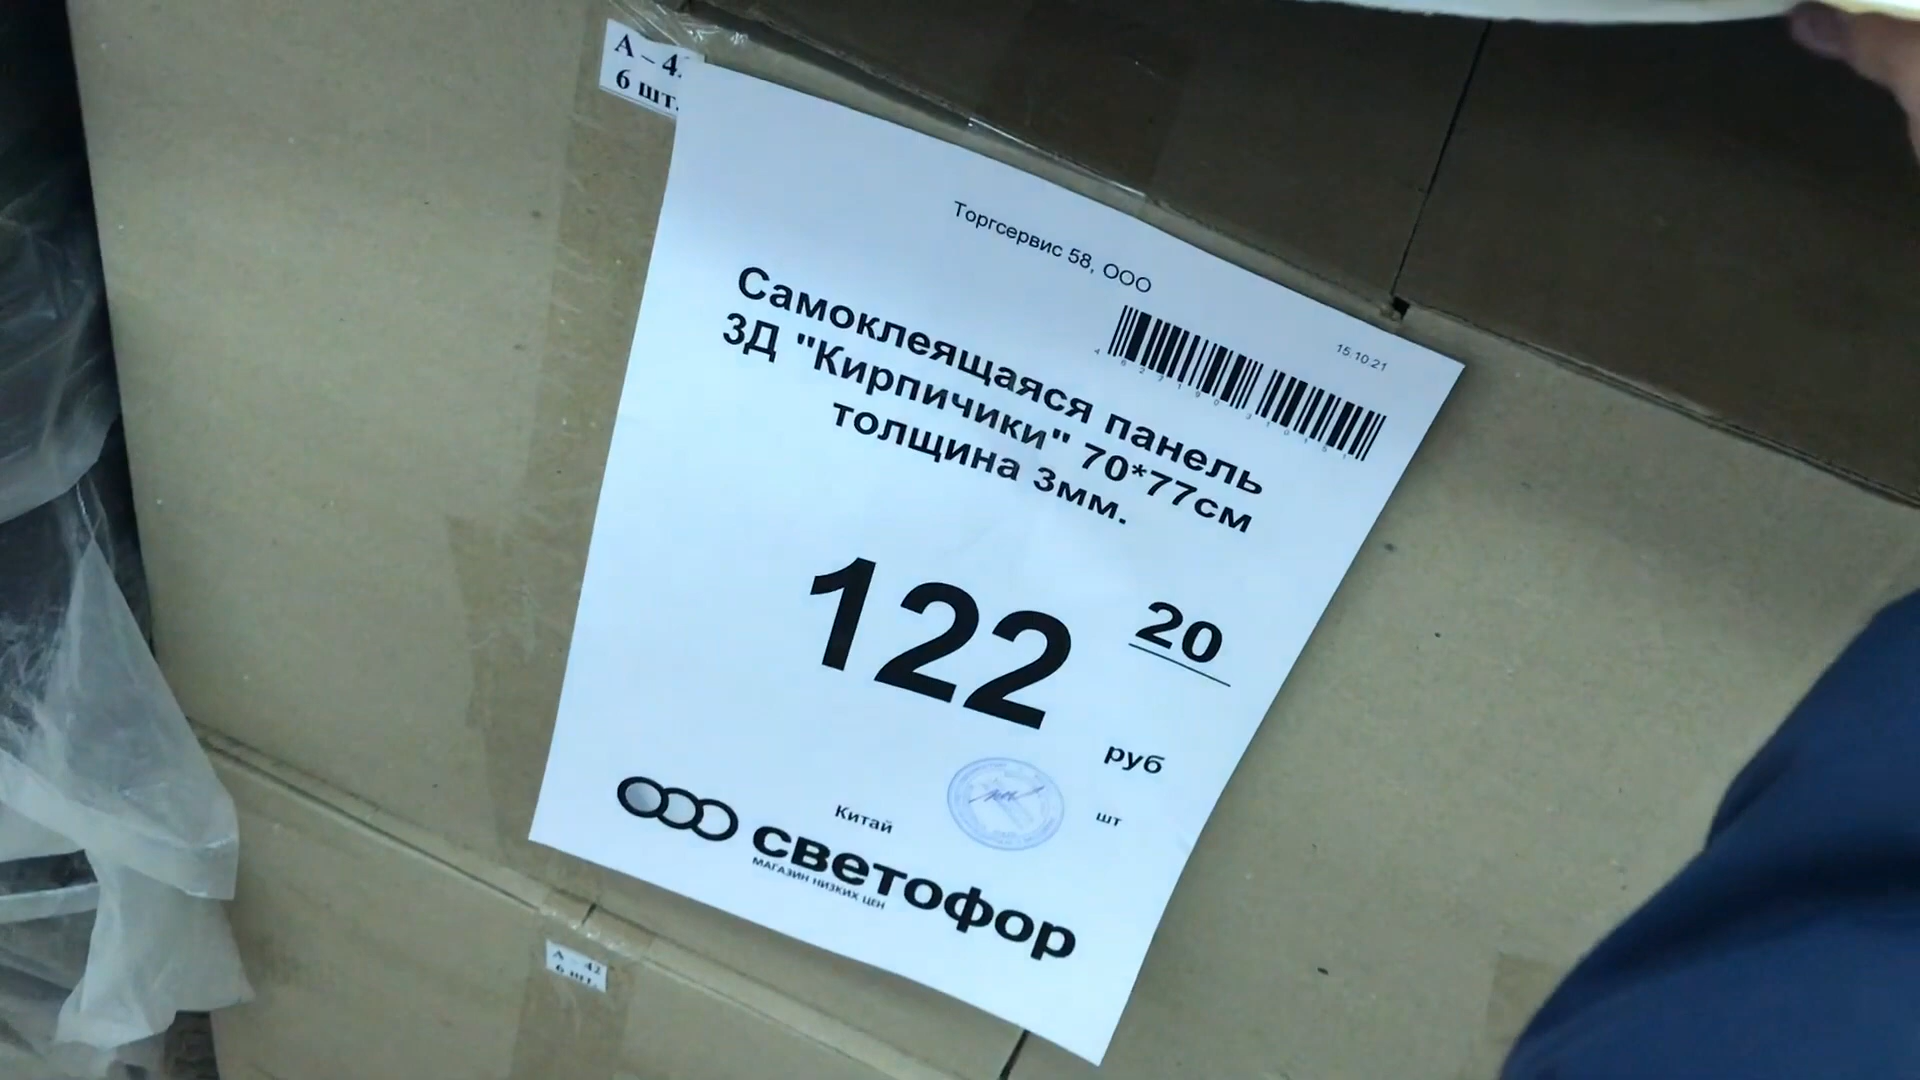 А – 4
6 шт.
Торгсервис 58, ООО
15.10.21
Самоклеящаяся панель
3Д "Кирпичики" 70*77см
толщина 3мм.
122 20
руб
шт
Китай
светофор
МАГАЗИН НИЗКИХ ЦЕН
А – 42
6 шт.